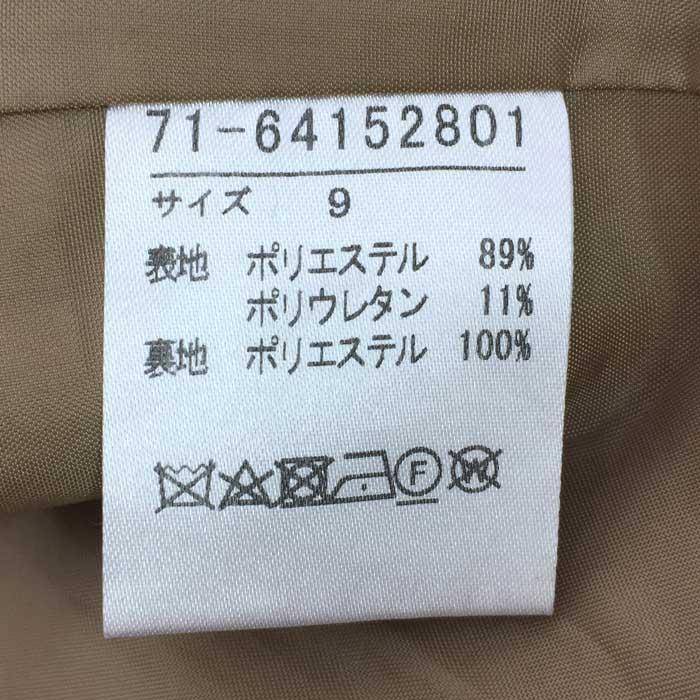 71-64152801
サイズ 9
表地 ポリエステル 89%
ポリウレタン 11%
裏地 ポリエステル 100%
F W